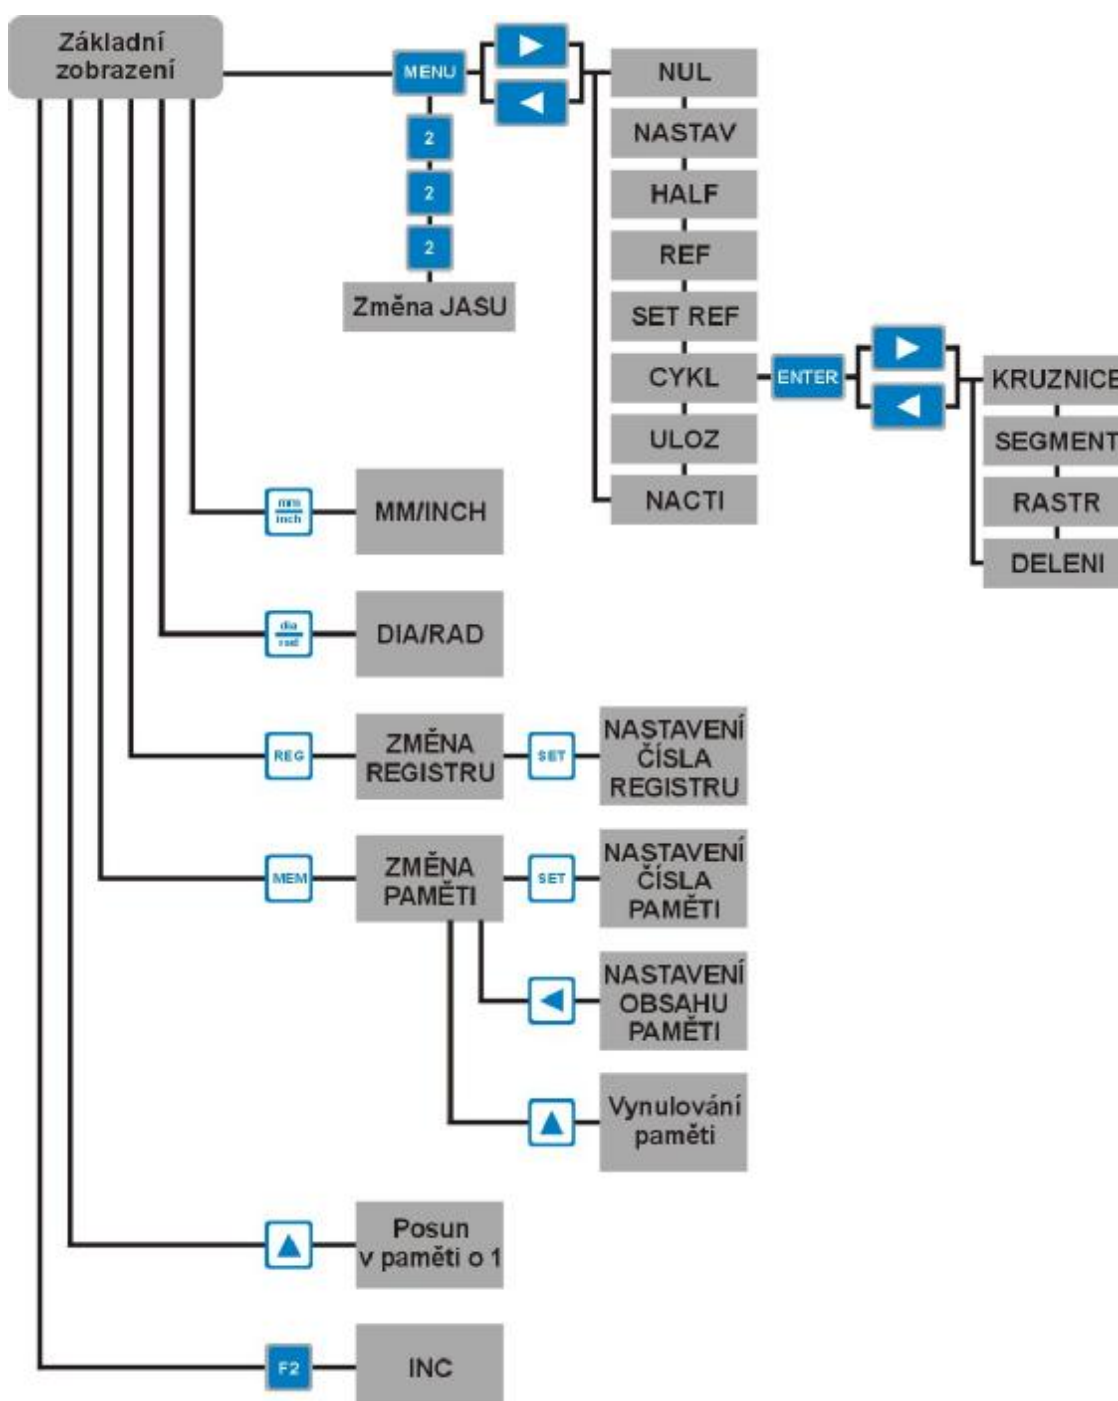 Základní
zobrazení
MENU
2
2
2
Změna JASU
NUL
NASTAV
HALF
REF
SET REF
CYKL
ULOZ
NACTI
ENTER
KRUZNICE
SEGMENT
RASTR
DELENI
mm
inch
MM/INCH
dia
rad
DIA/RAD
REG
ZMĚNA
REGISTRU
SET
NASTAVENÍ
ČÍSLA
REGISTRU
MEM
ZMĚNA
PAMĚTI
SET
NASTAVENÍ
ČÍSLA
PAMĚTI
NASTAVENÍ
OBSAHU
PAMĚTI
Vynulování
paměti
Posun
v paměti o 1
F2
INC